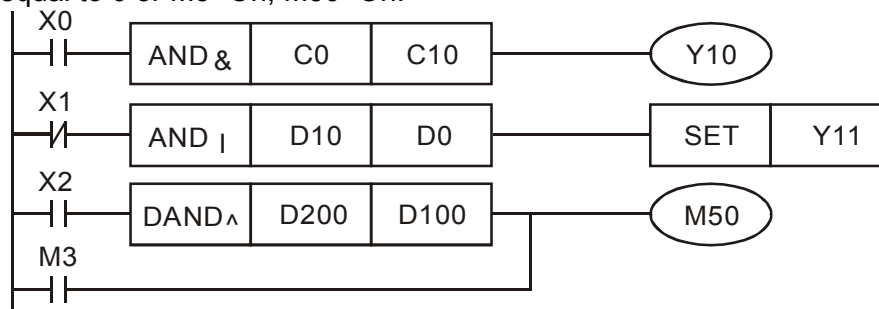 equal to 0 or M3=On, M50=On.
X0
AND & C0 C10 Y10
X1
AND | D10 D0 SET Y11
X2
DAND ^ D200 D100 M50
M3